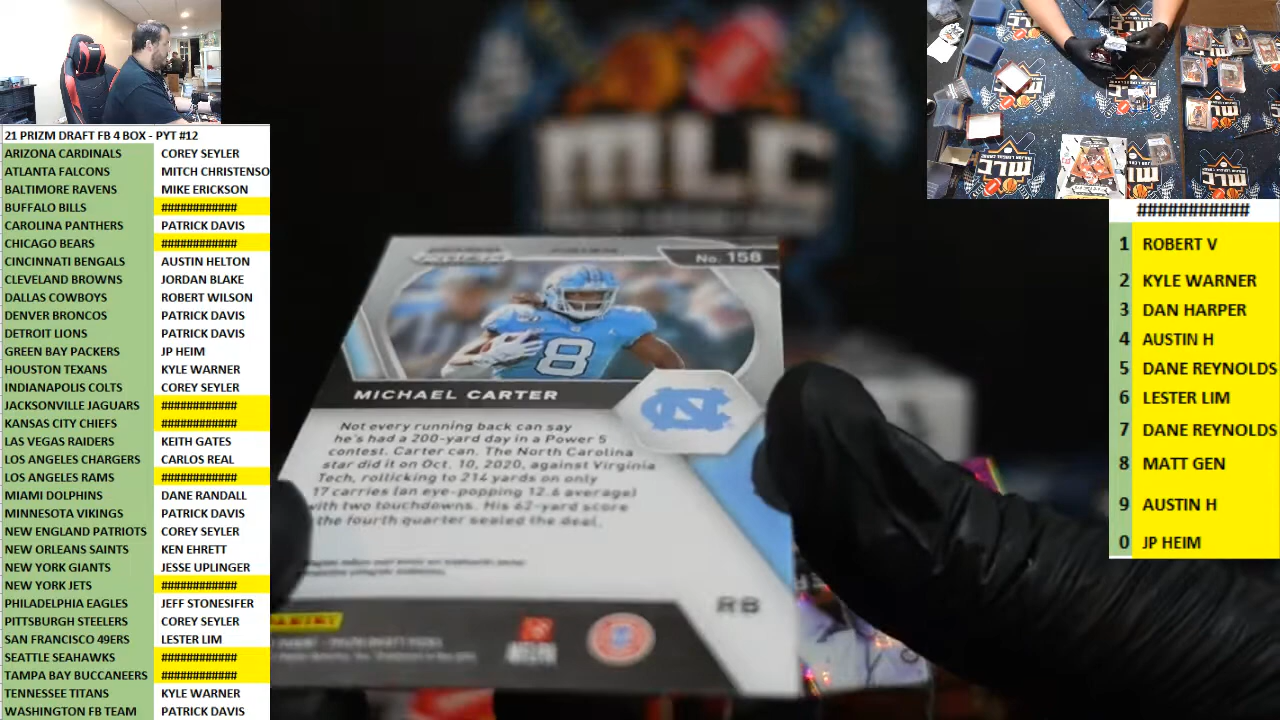 21 PRIZM DRAFT FB 4 BOX - PYT #12
ARIZONA CARDINALS COREY SEYLER
ATLANTA FALCONS MITCH CHRISTENSO
BALTIMORE RAVENS MIKE ERICKSON
BUFFALO BILLS ############
CAROLINA PANTHERS PATRICK DAVIS
CHICAGO BEARS ############
CINCINNATI BENGALS AUSTIN HELTON
CLEVELAND BROWNS JORDAN BLAKE
DALLAS COWBOYS ROBERT WILSON
DENVER BRONCOS PATRICK DAVIS
DETROIT LIONS PATRICK DAVIS
GREEN BAY PACKERS JP HEIM
HOUSTON TEXANS KYLE WARNER
INDIANAPOLIS COLTS COREY SEYLER
JACKSONVILLE JAGUARS ############
KANSAS CITY CHIEFS ############
LAS VEGAS RAIDERS KEITH GATES
LOS ANGELES CHARGERS CARLOS REAL
LOS ANGELES RAMS ############
MIAMI DOLPHINS DANE RANDALL
MINNESOTA VIKINGS PATRICK DAVIS
NEW ENGLAND PATRIOTS COREY SEYLER
NEW ORLEANS SAINTS KEN EHRETT
NEW YORK GIANTS JESSE UPLINGER
NEW YORK JETS ############
PHILADELPHIA EAGLES JEFF STONESIFER
PITTSBURGH STEELERS COREY SEYLER
SAN FRANCISCO 49ERS LESTER LIM
SEATTLE SEAHAWKS ############
TAMPA BAY BUCCANEERS ############
TENNESSEE TITANS KYLE WARNER
WASHINGTON FB TEAM PATRICK DAVIS
MLC
No. 158
8
MICHAEL CARTER
NC
Not every running back can say
he's had a 200-yard day in a Power 5
contest. Carter can. The North Carolina
star did it on Oct. 10, 2020, against Virginia
Tech, rollicking to 214 yards on only
17 carries (an eye-popping 12.6 average)
with two touchdowns. His 62-yard score
the fourth quarter sealed the deal.
RB
PANINI
MLC
###########
1 ROBERT V
2 KYLE WARNER
3 DAN HARPER
4 AUSTIN H
5 DANE REYNOLDS
6 LESTER LIM
7 DANE REYNOLDS
8 MATT GEN
9 AUSTIN H
0 JP HEIM